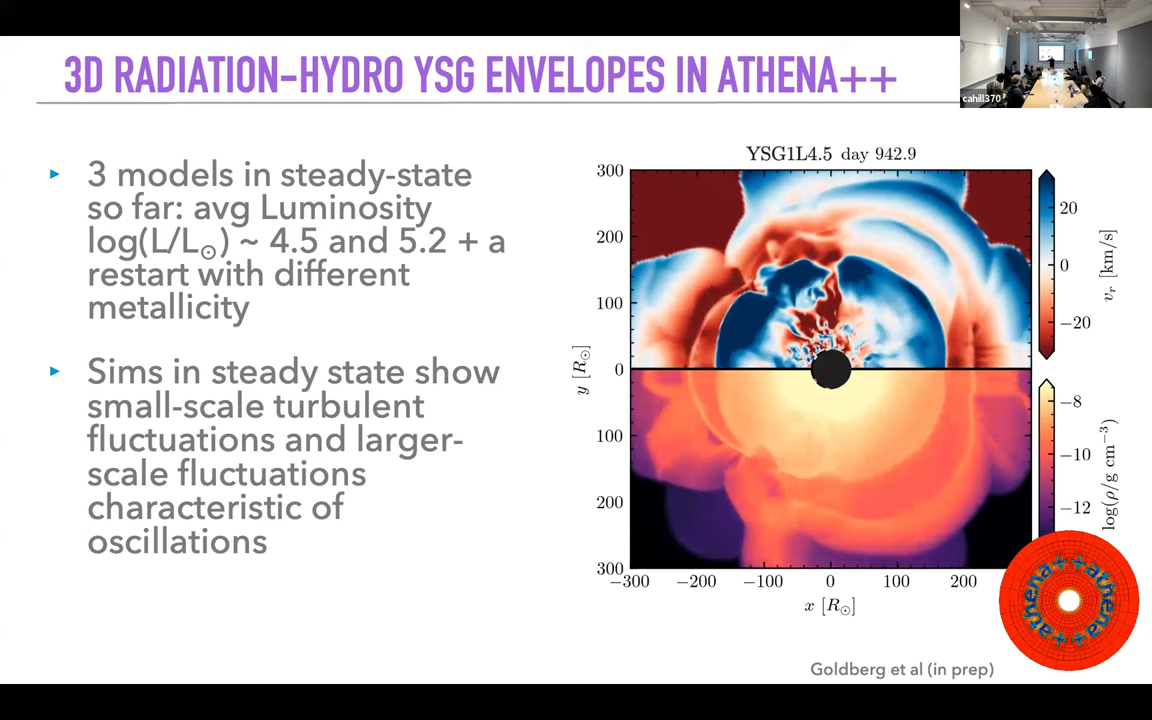 3D RADIATION-HYDRO YSG ENVELOPES IN ATHENA++
cahill370
▸ 3 models in steady-state
so far: avg Luminosity
log(L/L☉) ~ 4.5 and 5.2 + a
restart with different
metallicity
▸ Sims in steady state show
small-scale turbulent
fluctuations and larger-
scale fluctuations
characteristic of
oscillations
YSG1L4.5 day 942.9
300
200
100
0
100
200
300
y [R☉]
−300 −200 −100 0 100 200
x [R☉]
20
0
−20
v_r [km/s]
−8
−10
−12
log(ρ/g cm⁻³)
athena++athena++
Goldberg et al (in prep)